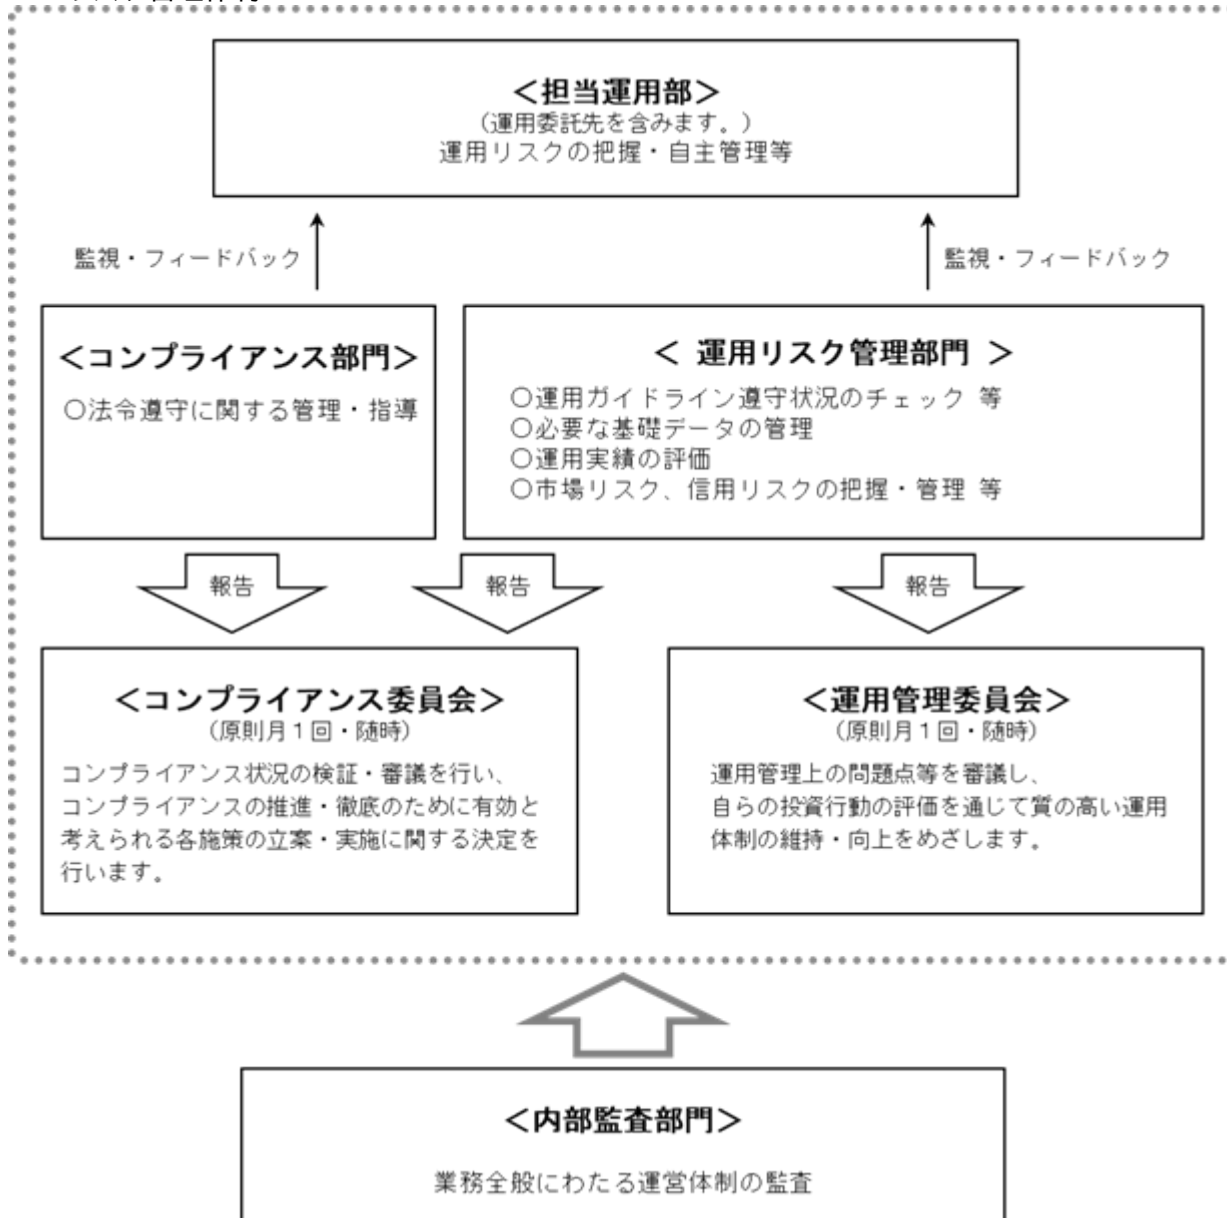 ＜担当運用部＞
（運用委託先を含みます。）
運用リスクの把握・自主管理等
監視・フィードバック
監視・フィードバック
＜コンプライアンス部門＞
○法令遵守に関する管理・指導
＜ 運用リスク管理部門 ＞
○運用ガイドライン遵守状況のチェック 等
○必要な基礎データの管理
○運用実績の評価
○市場リスク、信用リスクの把握・管理 等
報告
報告
報告
＜コンプライアンス委員会＞
（原則月１回・随時）
コンプライアンス状況の検証・審議を行い、
コンプライアンスの推進・徹底のために有効と
考えられる各施策の立案・実施に関する決定を
行います。
＜運用管理委員会＞
（原則月１回・随時）
運用管理上の問題点等を審議し、
自らの投資行動の評価を通じて質の高い運用
体制の維持・向上をめざします。
＜内部監査部門＞
業務全般にわたる運営体制の監査